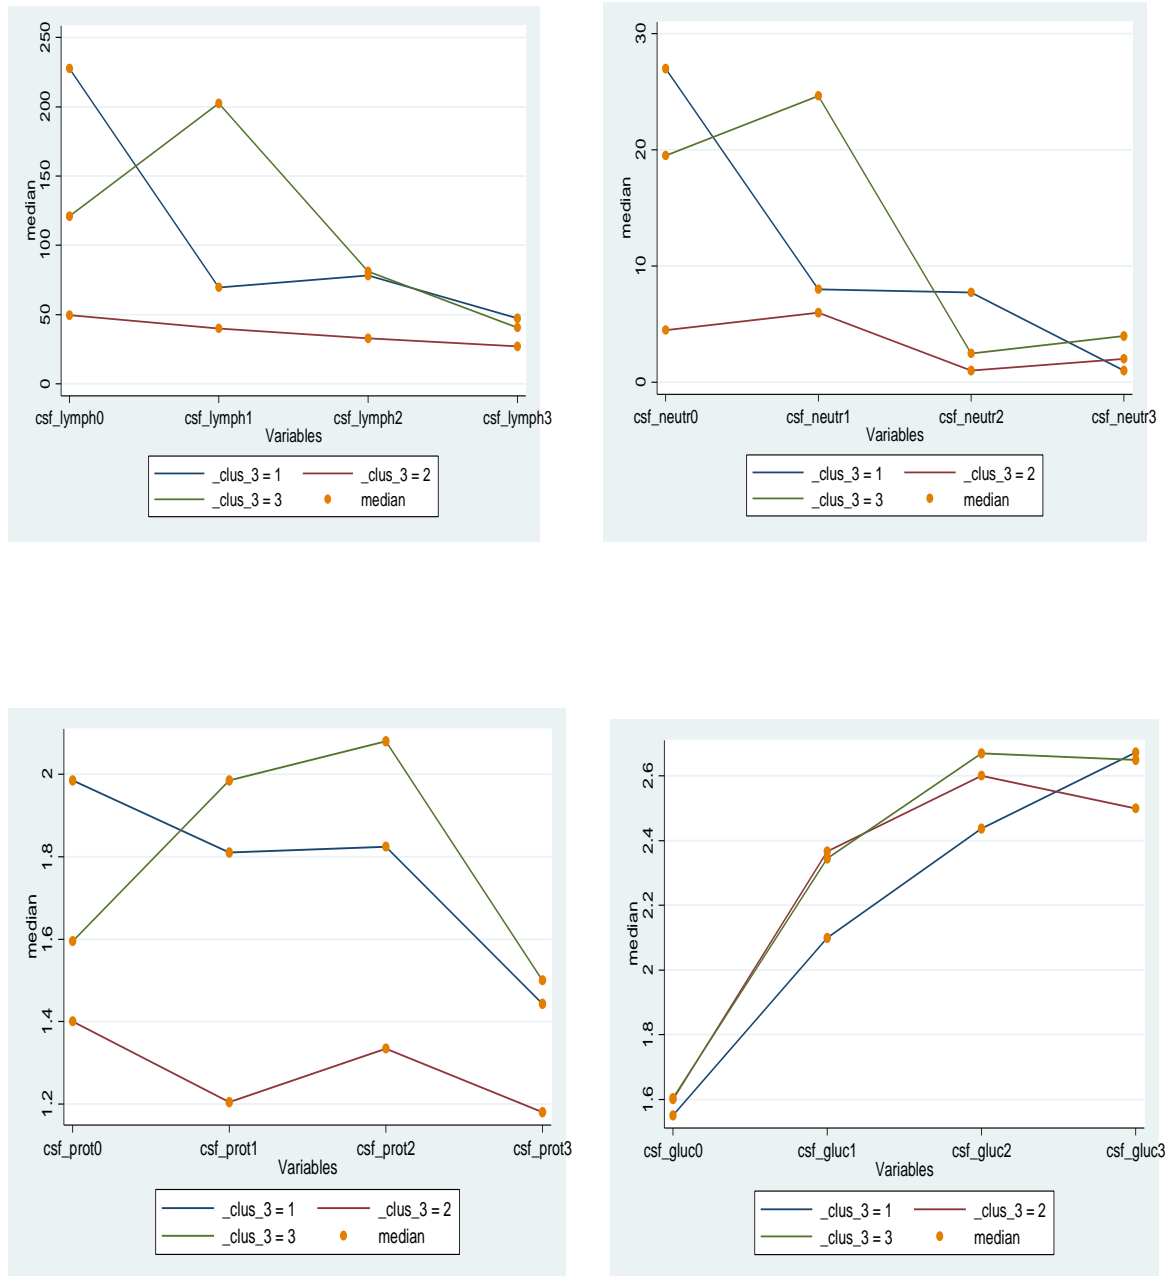 250
200
150
100
50
0
median
csf_lymph0 csf_lymph1 csf_lymph2 csf_lymph3
Variables
_clus_3 = 1 _clus_3 = 2
_clus_3 = 3 median
30
20
10
0
median
csf_neutr0 csf_neutr1 csf_neutr2 csf_neutr3
Variables
_clus_3 = 1 _clus_3 = 2
_clus_3 = 3 median
2
1.8
1.6
1.4
1.2
median
csf_prot0 csf_prot1 csf_prot2 csf_prot3
Variables
_clus_3 = 1 _clus_3 = 2
_clus_3 = 3 median
2.6
2.4
2.2
2
1.8
1.6
median
csf_gluc0 csf_gluc1 csf_gluc2 csf_gluc3
Variables
_clus_3 = 1 _clus_3 = 2
_clus_3 = 3 median